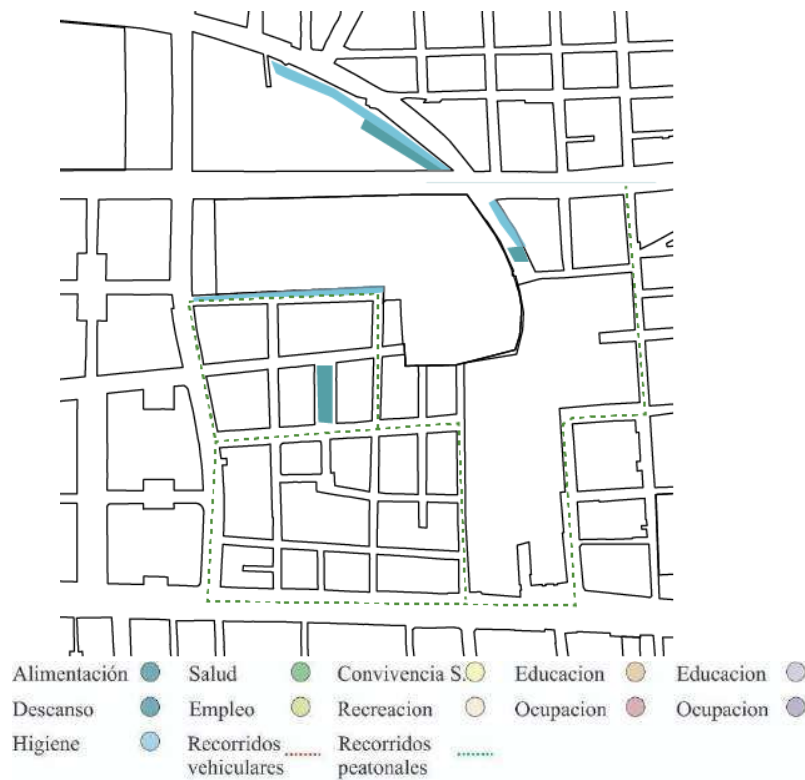 Alimentación Salud Convivencia S. Educacion Educacion
Descanso Empleo Recreacion Ocupacion Ocupacion
Higiene Recorridos vehiculares Recorridos peatonales